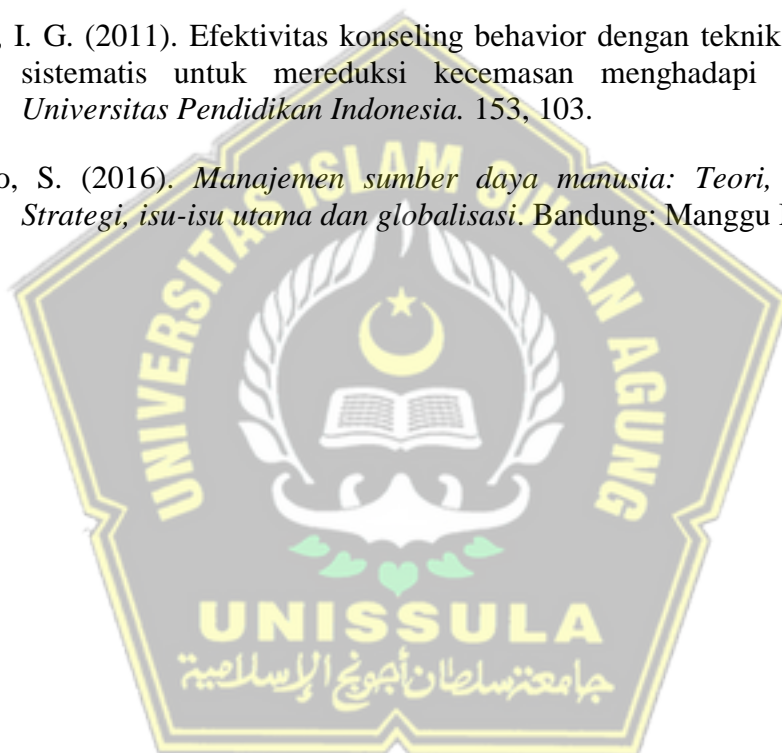 , I. G. (2011). Efektivitas konseling behavior dengan teknik
sistematis untuk mereduksi kecemasan menghadapi
Universitas Pendidikan Indonesia. 153, 103.
o, S. (2016). Manajemen sumber daya manusia: Teori,
Strategi, isu-isu utama dan globalisasi. Bandung: Manggu
UNIVERSITAS ISLAM SULTAN AGUNG
UNISSULA
جامعة سلطان أجونج الإسلامية